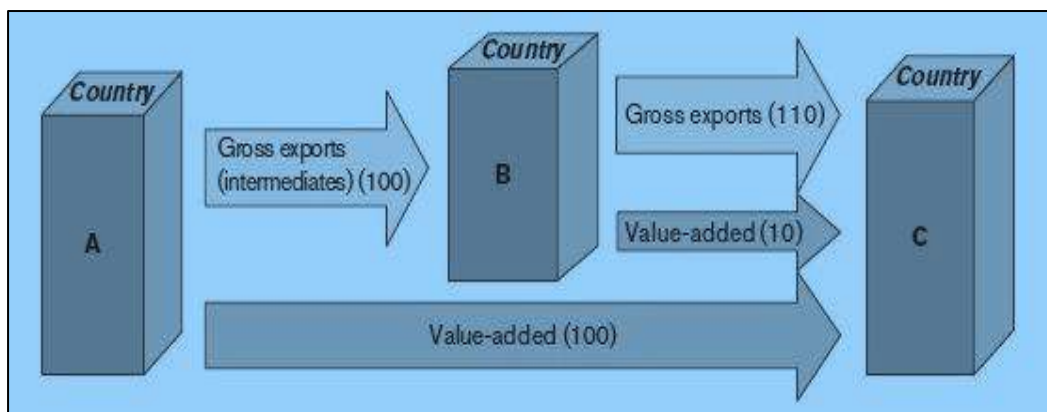 Country
A
Gross exports
(intermediates) (100)
Country
B
Gross exports (110)
Value-added (10)
Value-added (100)
Country
C